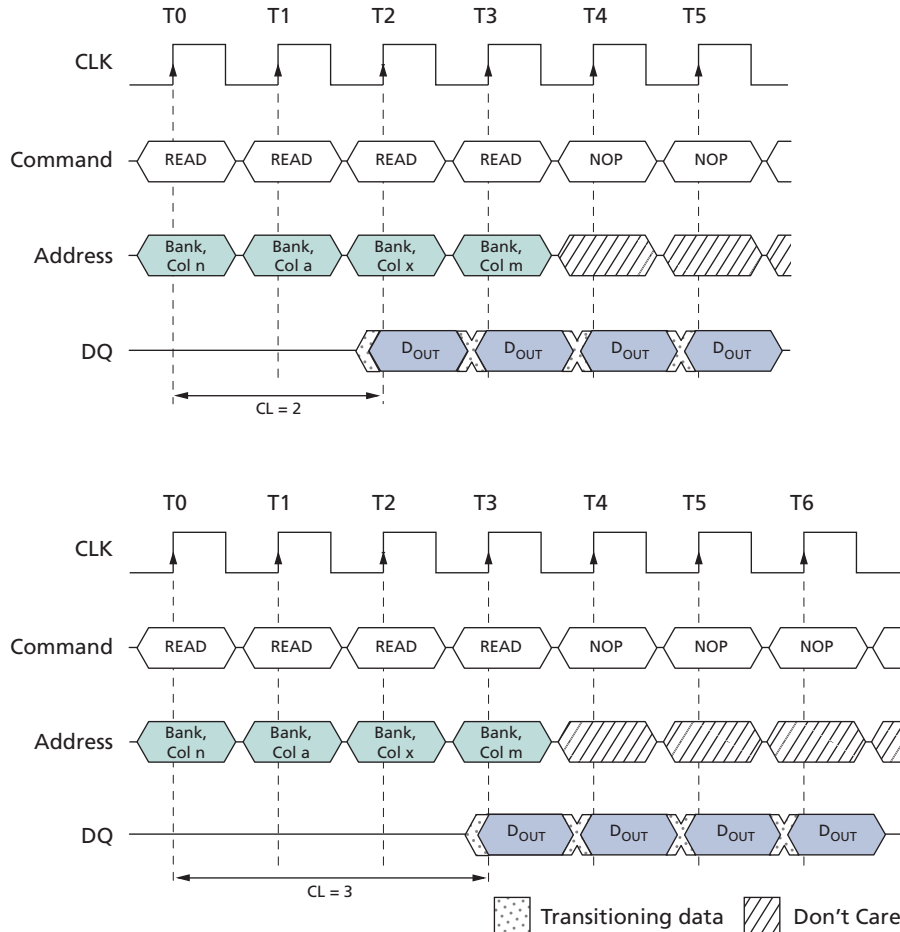 T0 T1 T2 T3 T4 T5
CLK
Command READ READ READ READ NOP NOP
Address Bank, Bank, Bank, Bank,
Col n Col a Col x Col m
DQ DOUT DOUT DOUT DOUT
CL = 2
T0 T1 T2 T3 T4 T5 T6
CLK
Command READ READ READ READ NOP NOP NOP
Address Bank, Bank, Bank, Bank,
Col n Col a Col x Col m
DQ DOUT DOUT DOUT DOUT
CL = 3
Transitioning data Don't Care